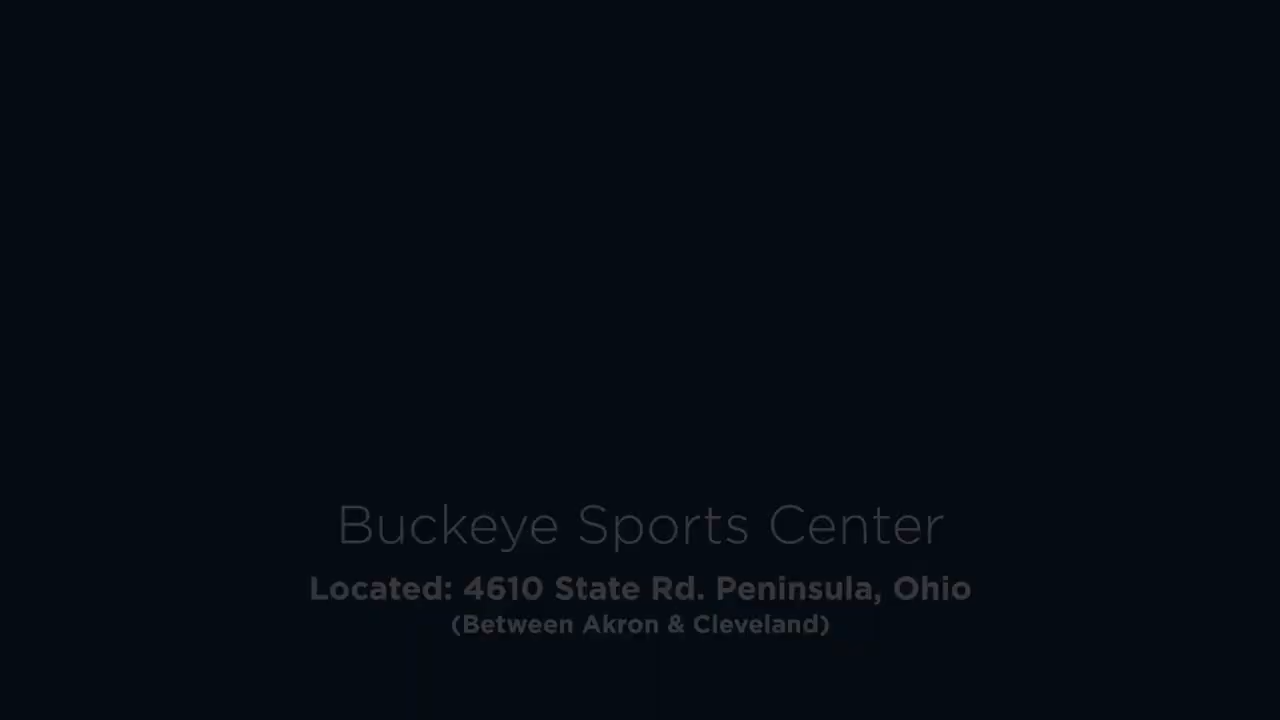 Buckeye Sports Center
Located: 4610 State Rd. Peninsula, Ohio
(Between Akron & Cleveland)